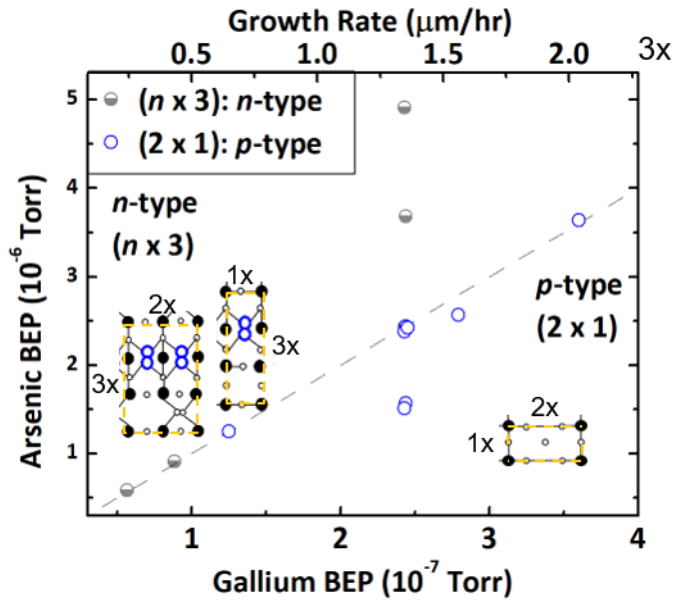 Growth Rate (μm/hr)
0.5 1.0 1.5 2.0 3x
5
4
3
2
1
Arsenic BEP (10⁻⁶ Torr)
(n x 3): n-type
(2 x 1): p-type
n-type
(n x 3)
1x
2x
3x
3x
p-type
(2 x 1)
2x
1x
1 2 3 4
Gallium BEP (10⁻⁷ Torr)